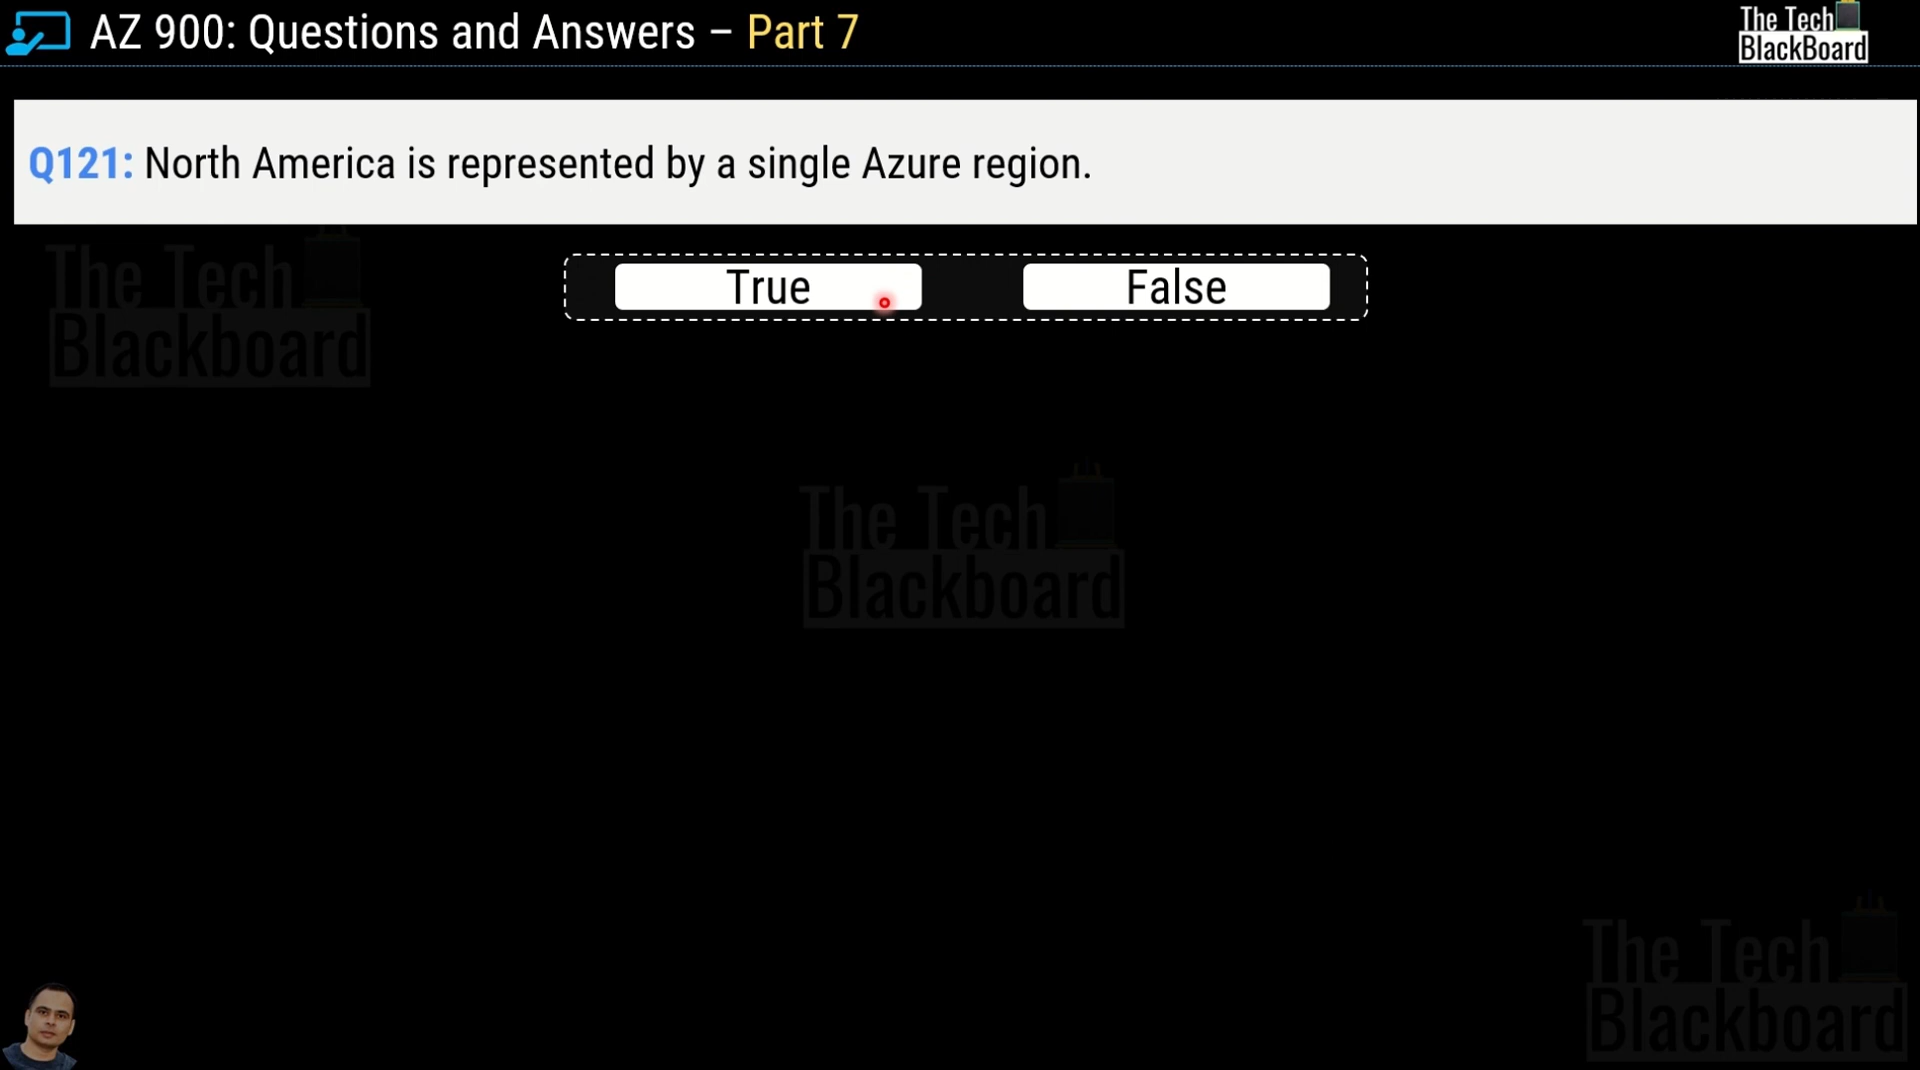 AZ 900: Questions and Answers – Part 7
The Tech
BlackBoard
Q121: North America is represented by a single Azure region.
True False
The Tech
Blackboard
The Tech
Blackboard
The Tech
Blackboard